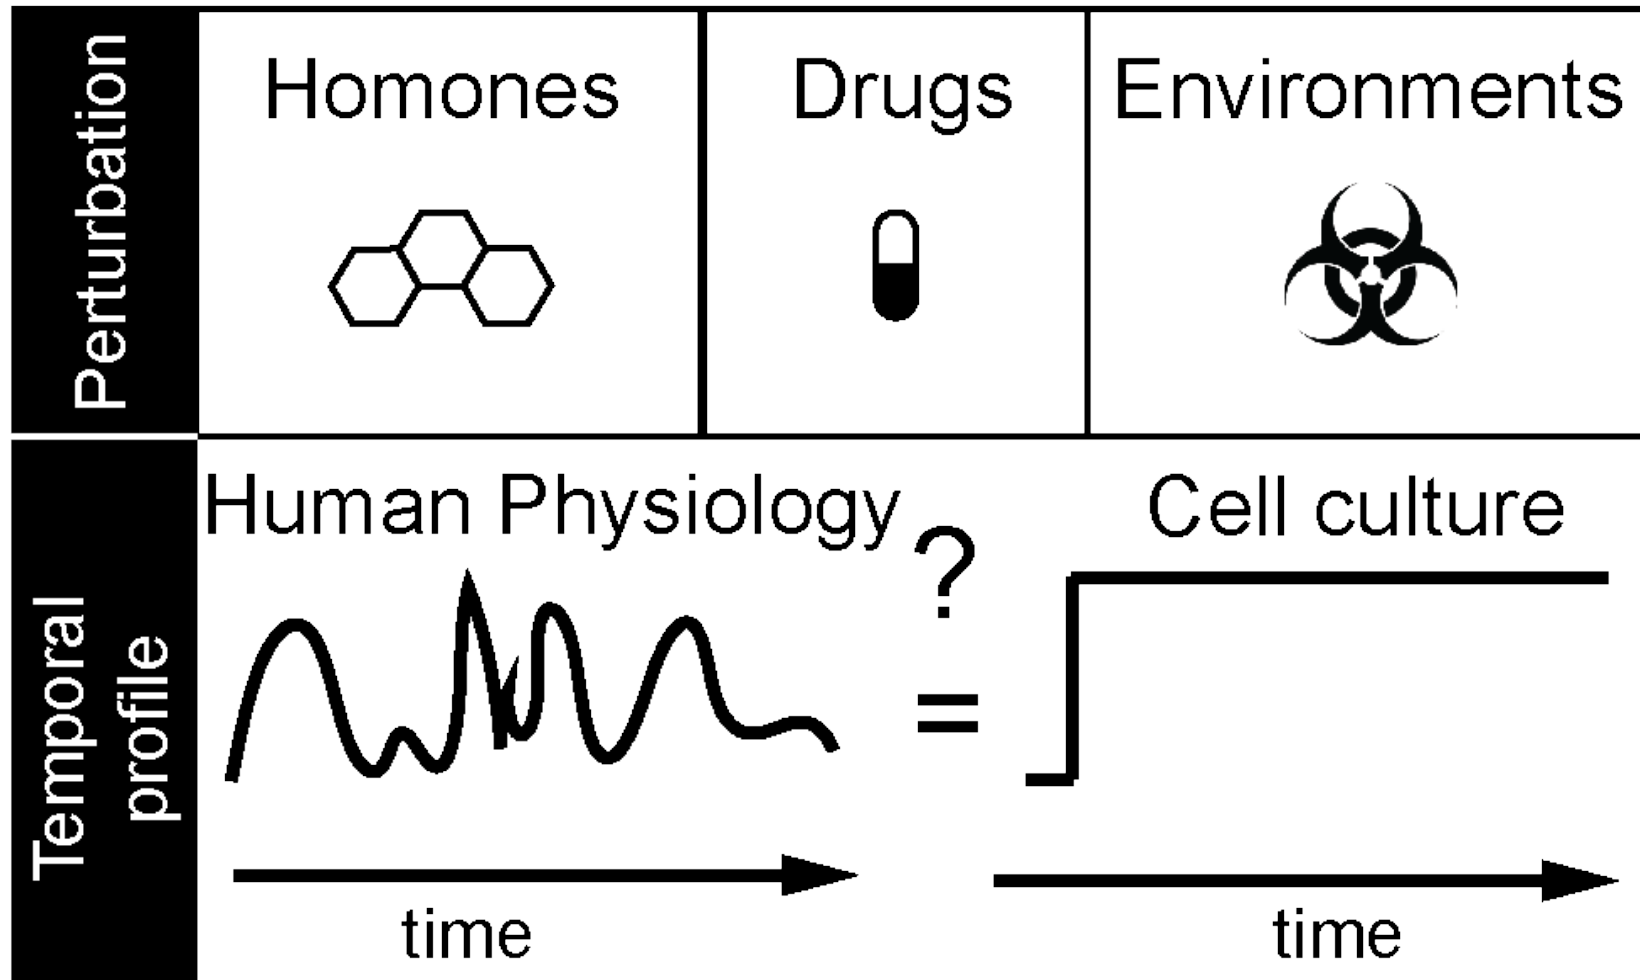 Perturbation
Homones
Drugs
Environments
Temporal
profile
Human Physiology
?
=
Cell culture
time
time